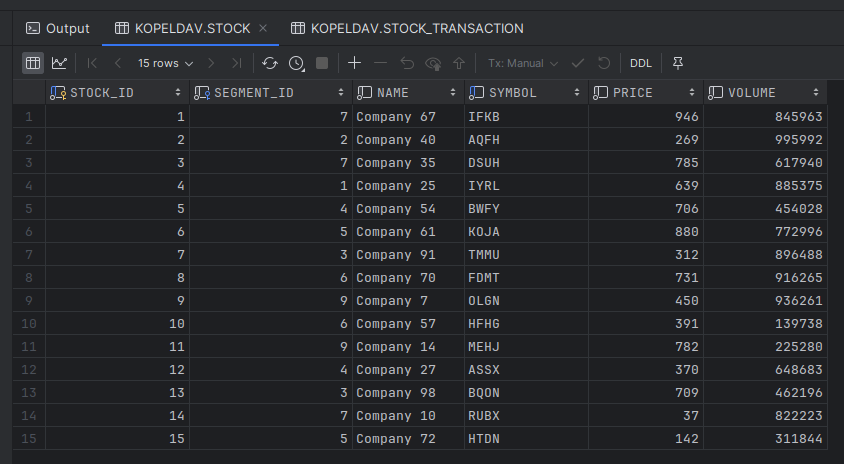 Output KOPELDAV.STOCK KOPELDAV.STOCK_TRANSACTION
15 rows Tx: Manual DDL
STOCK_ID SEGMENT_ID NAME SYMBOL PRICE VOLUME
1 1 7 Company 67 IFKB 946 845963
2 2 2 Company 40 AQFH 269 995992
3 3 7 Company 35 DSUH 785 617940
4 4 1 Company 25 IYRL 639 885375
5 5 4 Company 54 BWFY 706 454028
6 6 5 Company 61 KOJA 880 772996
7 7 3 Company 91 TMMU 312 896488
8 8 6 Company 70 FDMT 731 916265
9 9 9 Company 7 OLGN 450 936261
10 10 6 Company 57 HFHG 391 139738
11 11 9 Company 14 MEHJ 782 225280
12 12 4 Company 27 ASSX 370 648683
13 13 3 Company 98 BQON 709 462196
14 14 7 Company 10 RUBX 37 822223
15 15 5 Company 72 HTDN 142 311844